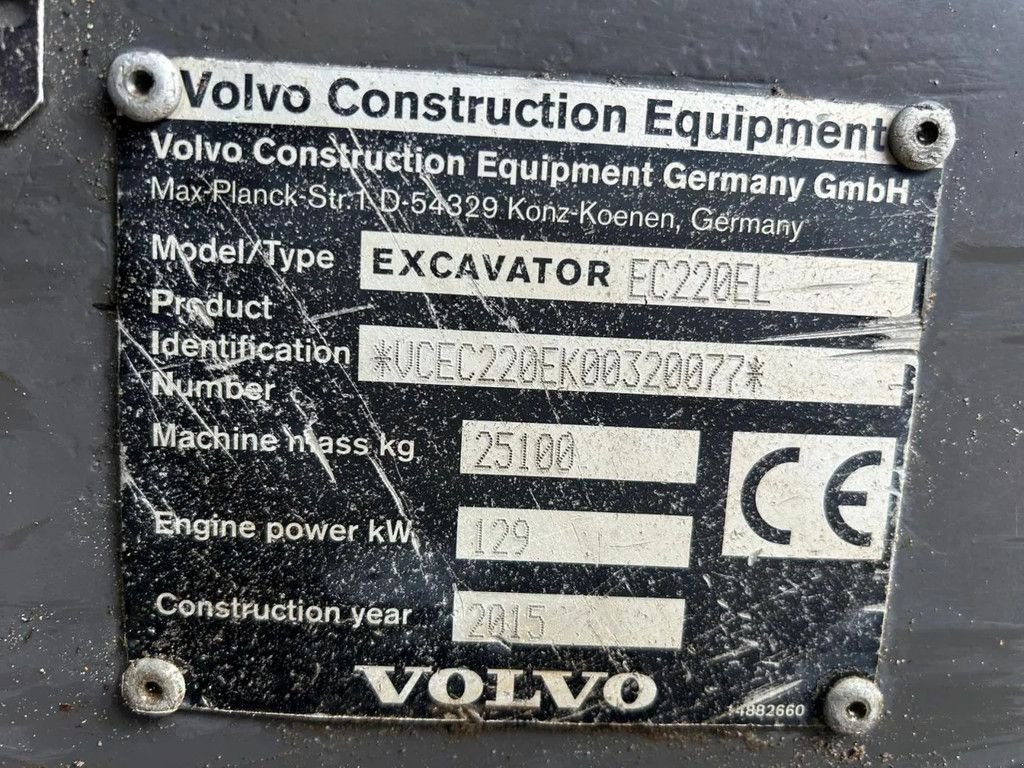 Volvo Construction Equipment
Volvo Construction Equipment Germany GmbH
Max-Planck-Str.1 D-54329 Konz-Koenen, Germany
Model/Type EXCAVATOR EC220EL
Product
Identification *VCEC220EK00320077*
Number
Machine mass kg 25100
CE
Engine power kW 129
Construction year 2015
VOLVO
14882660